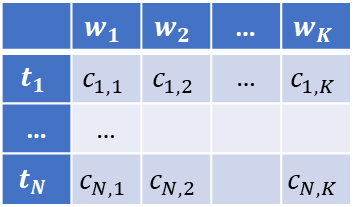 w₁ w₂ ... w_K
t₁ c₁,₁ c₁,₂ ... c₁,K
... ...
t_N c_N,₁ c_N,₂ c_N,K